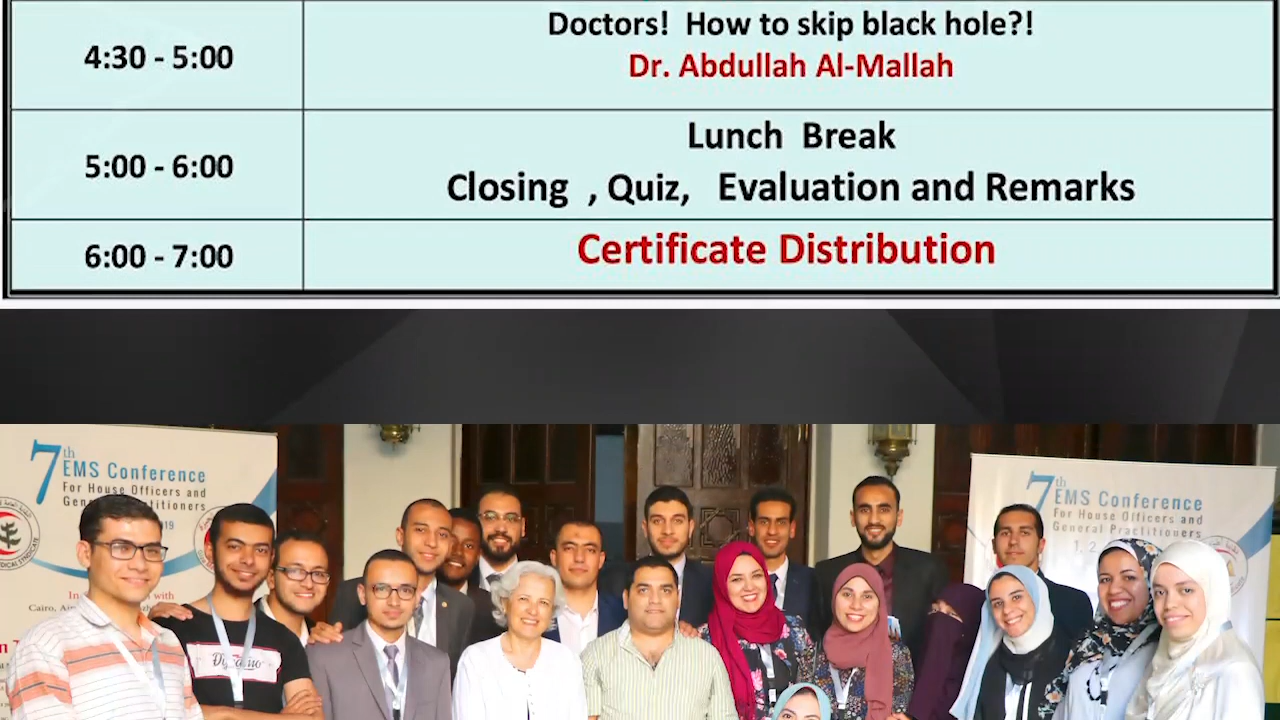 4:30 - 5:00
Doctors! How to skip black hole?!
Dr. Abdullah Al-Mallah
5:00 - 6:00
Lunch Break
Closing , Quiz, Evaluation and Remarks
6:00 - 7:00
Certificate Distribution
7th
EMS Conference
For House Officers and
General Practitioners
7th
EMS Conference
For House Officers and
General Practitioners
1, 2